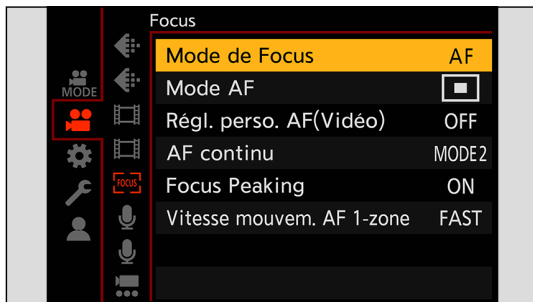 Focus
MODE
FOCUS
Mode de Focus AF
Mode AF
Régl. perso. AF(Vidéo) OFF
AF continu MODE2
Focus Peaking ON
Vitesse mouvem. AF 1-zone FAST